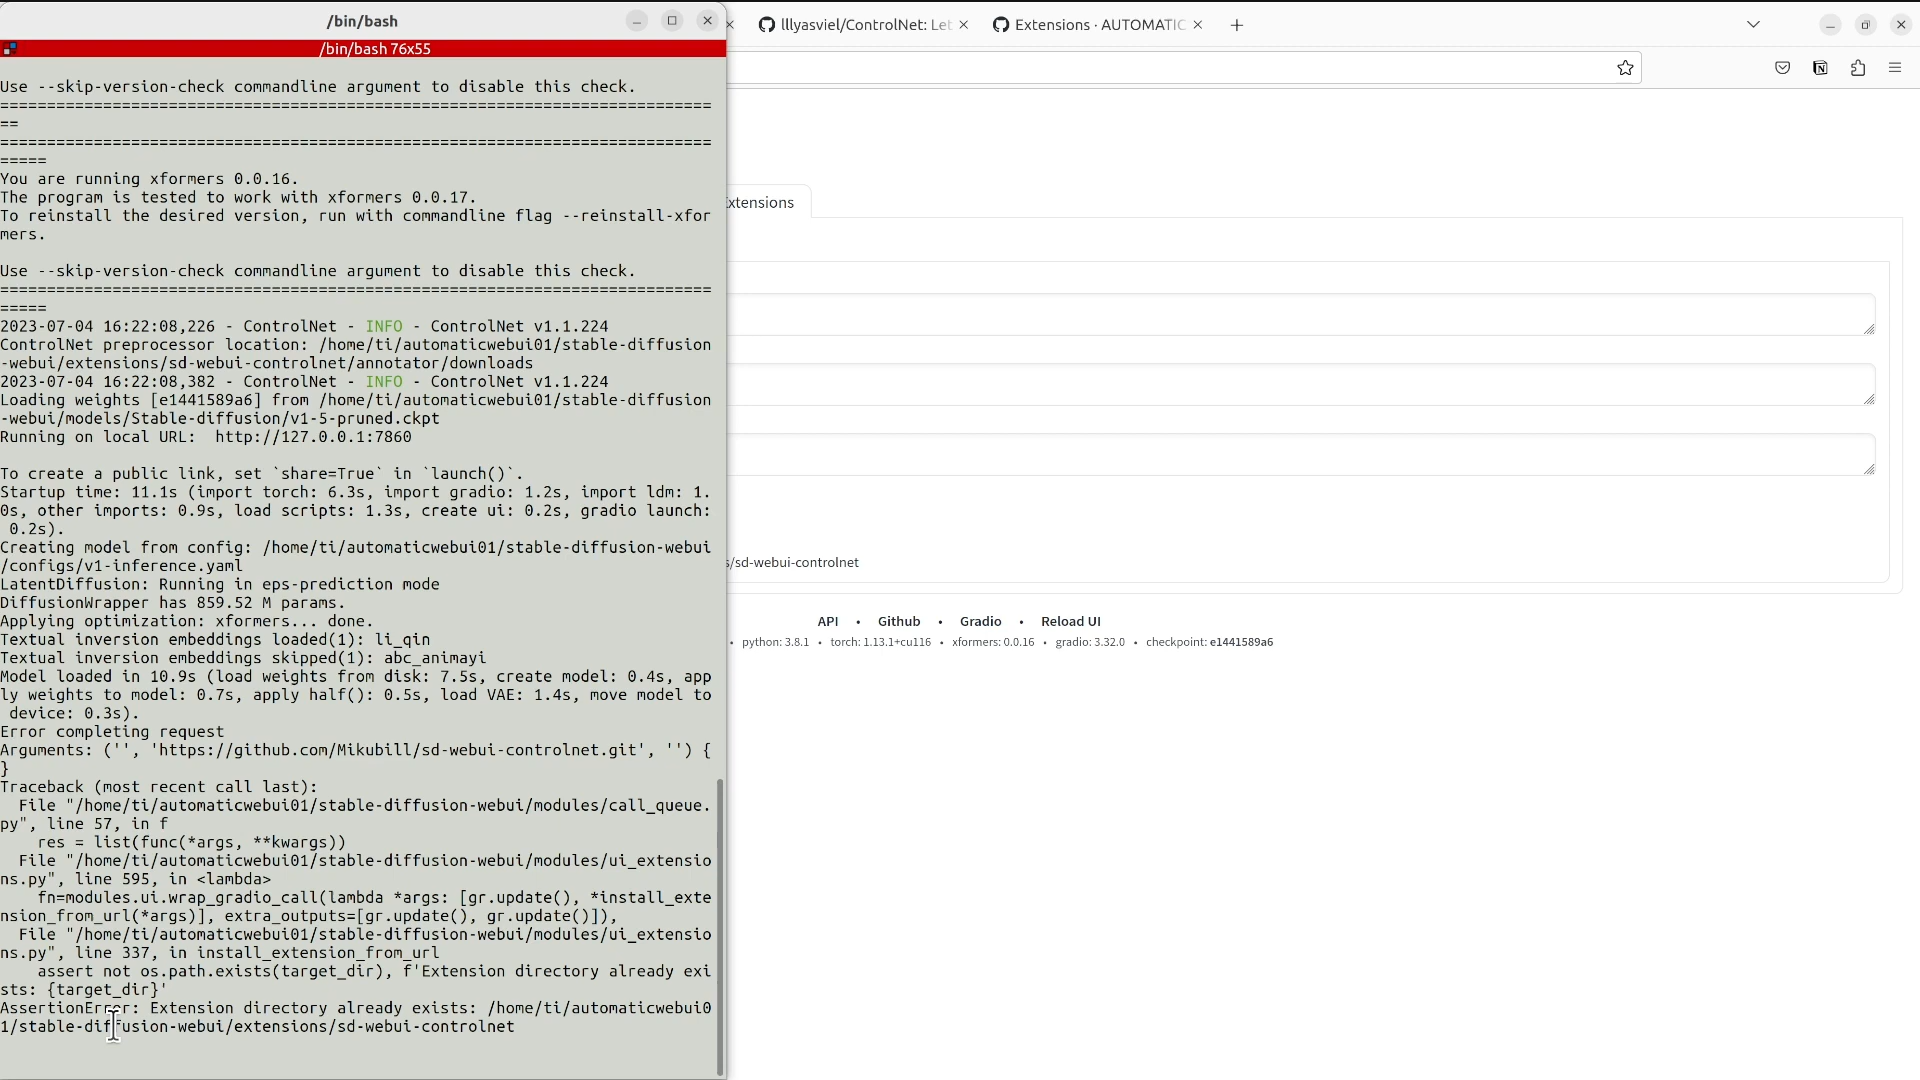 /bin/bash
/bin/bash 76x55
lllyasviel/ControlNet: Let
Extensions · AUTOMATIC
Use --skip-version-check commandline argument to disable this check.
============================================================================
==
============================================================================
=====
You are running xformers 0.0.16.
The program is tested to work with xformers 0.0.17.
To reinstall the desired version, run with commandline flag --reinstall-xfor
mers.
Use --skip-version-check commandline argument to disable this check.
============================================================================
=====
2023-07-04 16:22:08,226 - ControlNet - INFO - ControlNet v1.1.224
ControlNet preprocessor location: /home/ti/automaticwebui01/stable-diffusion
-webui/extensions/sd-webui-controlnet/annotator/downloads
2023-07-04 16:22:08,382 - ControlNet - INFO - ControlNet v1.1.224
Loading weights [e1441589a6] from /home/ti/automaticwebui01/stable-diffusion
-webui/models/Stable-diffusion/v1-5-pruned.ckpt
Running on local URL:  http://127.0.0.1:7860
To create a public link, set `share=True` in `launch()`.
Startup time: 11.1s (import torch: 6.3s, import gradio: 1.2s, import ldm: 1.
0s, other imports: 0.9s, load scripts: 1.3s, create ui: 0.2s, gradio launch:
 0.2s).
Creating model from config: /home/ti/automaticwebui01/stable-diffusion-webui
/configs/v1-inference.yaml
LatentDiffusion: Running in eps-prediction mode
DiffusionWrapper has 859.52 M params.
Applying optimization: xformers... done.
Textual inversion embeddings loaded(1): li_qin
Textual inversion embeddings skipped(1): abc_animayi
Model loaded in 10.9s (load weights from disk: 7.5s, create model: 0.4s, app
ly weights to model: 0.7s, apply half(): 0.5s, load VAE: 1.4s, move model to
 device: 0.3s).
Error completing request
Arguments: ('', 'https://github.com/Mikubill/sd-webui-controlnet.git', '') {
}
Traceback (most recent call last):
  File "/home/ti/automaticwebui01/stable-diffusion-webui/modules/call_queue.
py", line 57, in f
    res = list(func(*args, **kwargs))
  File "/home/ti/automaticwebui01/stable-diffusion-webui/modules/ui_extensio
ns.py", line 595, in <lambda>
    fn=modules.ui.wrap_gradio_call(lambda *args: [gr.update(), *install_exte
nsion_from_url(*args)], extra_outputs=[gr.update(), gr.update()]),
  File "/home/ti/automaticwebui01/stable-diffusion-webui/modules/ui_extensio
ns.py", line 337, in install_extension_from_url
    assert not os.path.exists(target_dir), f'Extension directory already exi
sts: {target_dir}'
AssertionError: Extension directory already exists: /home/ti/automaticwebui0
1/stable-diffusion-webui/extensions/sd-webui-controlnet
xtensions
s/sd-webui-controlnet
API • Github • Gradio • Reload UI
• python: 3.8.1 • torch: 1.13.1+cu116 • xformers: 0.0.16 • gradio: 3.32.0 • checkpoint: e1441589a6